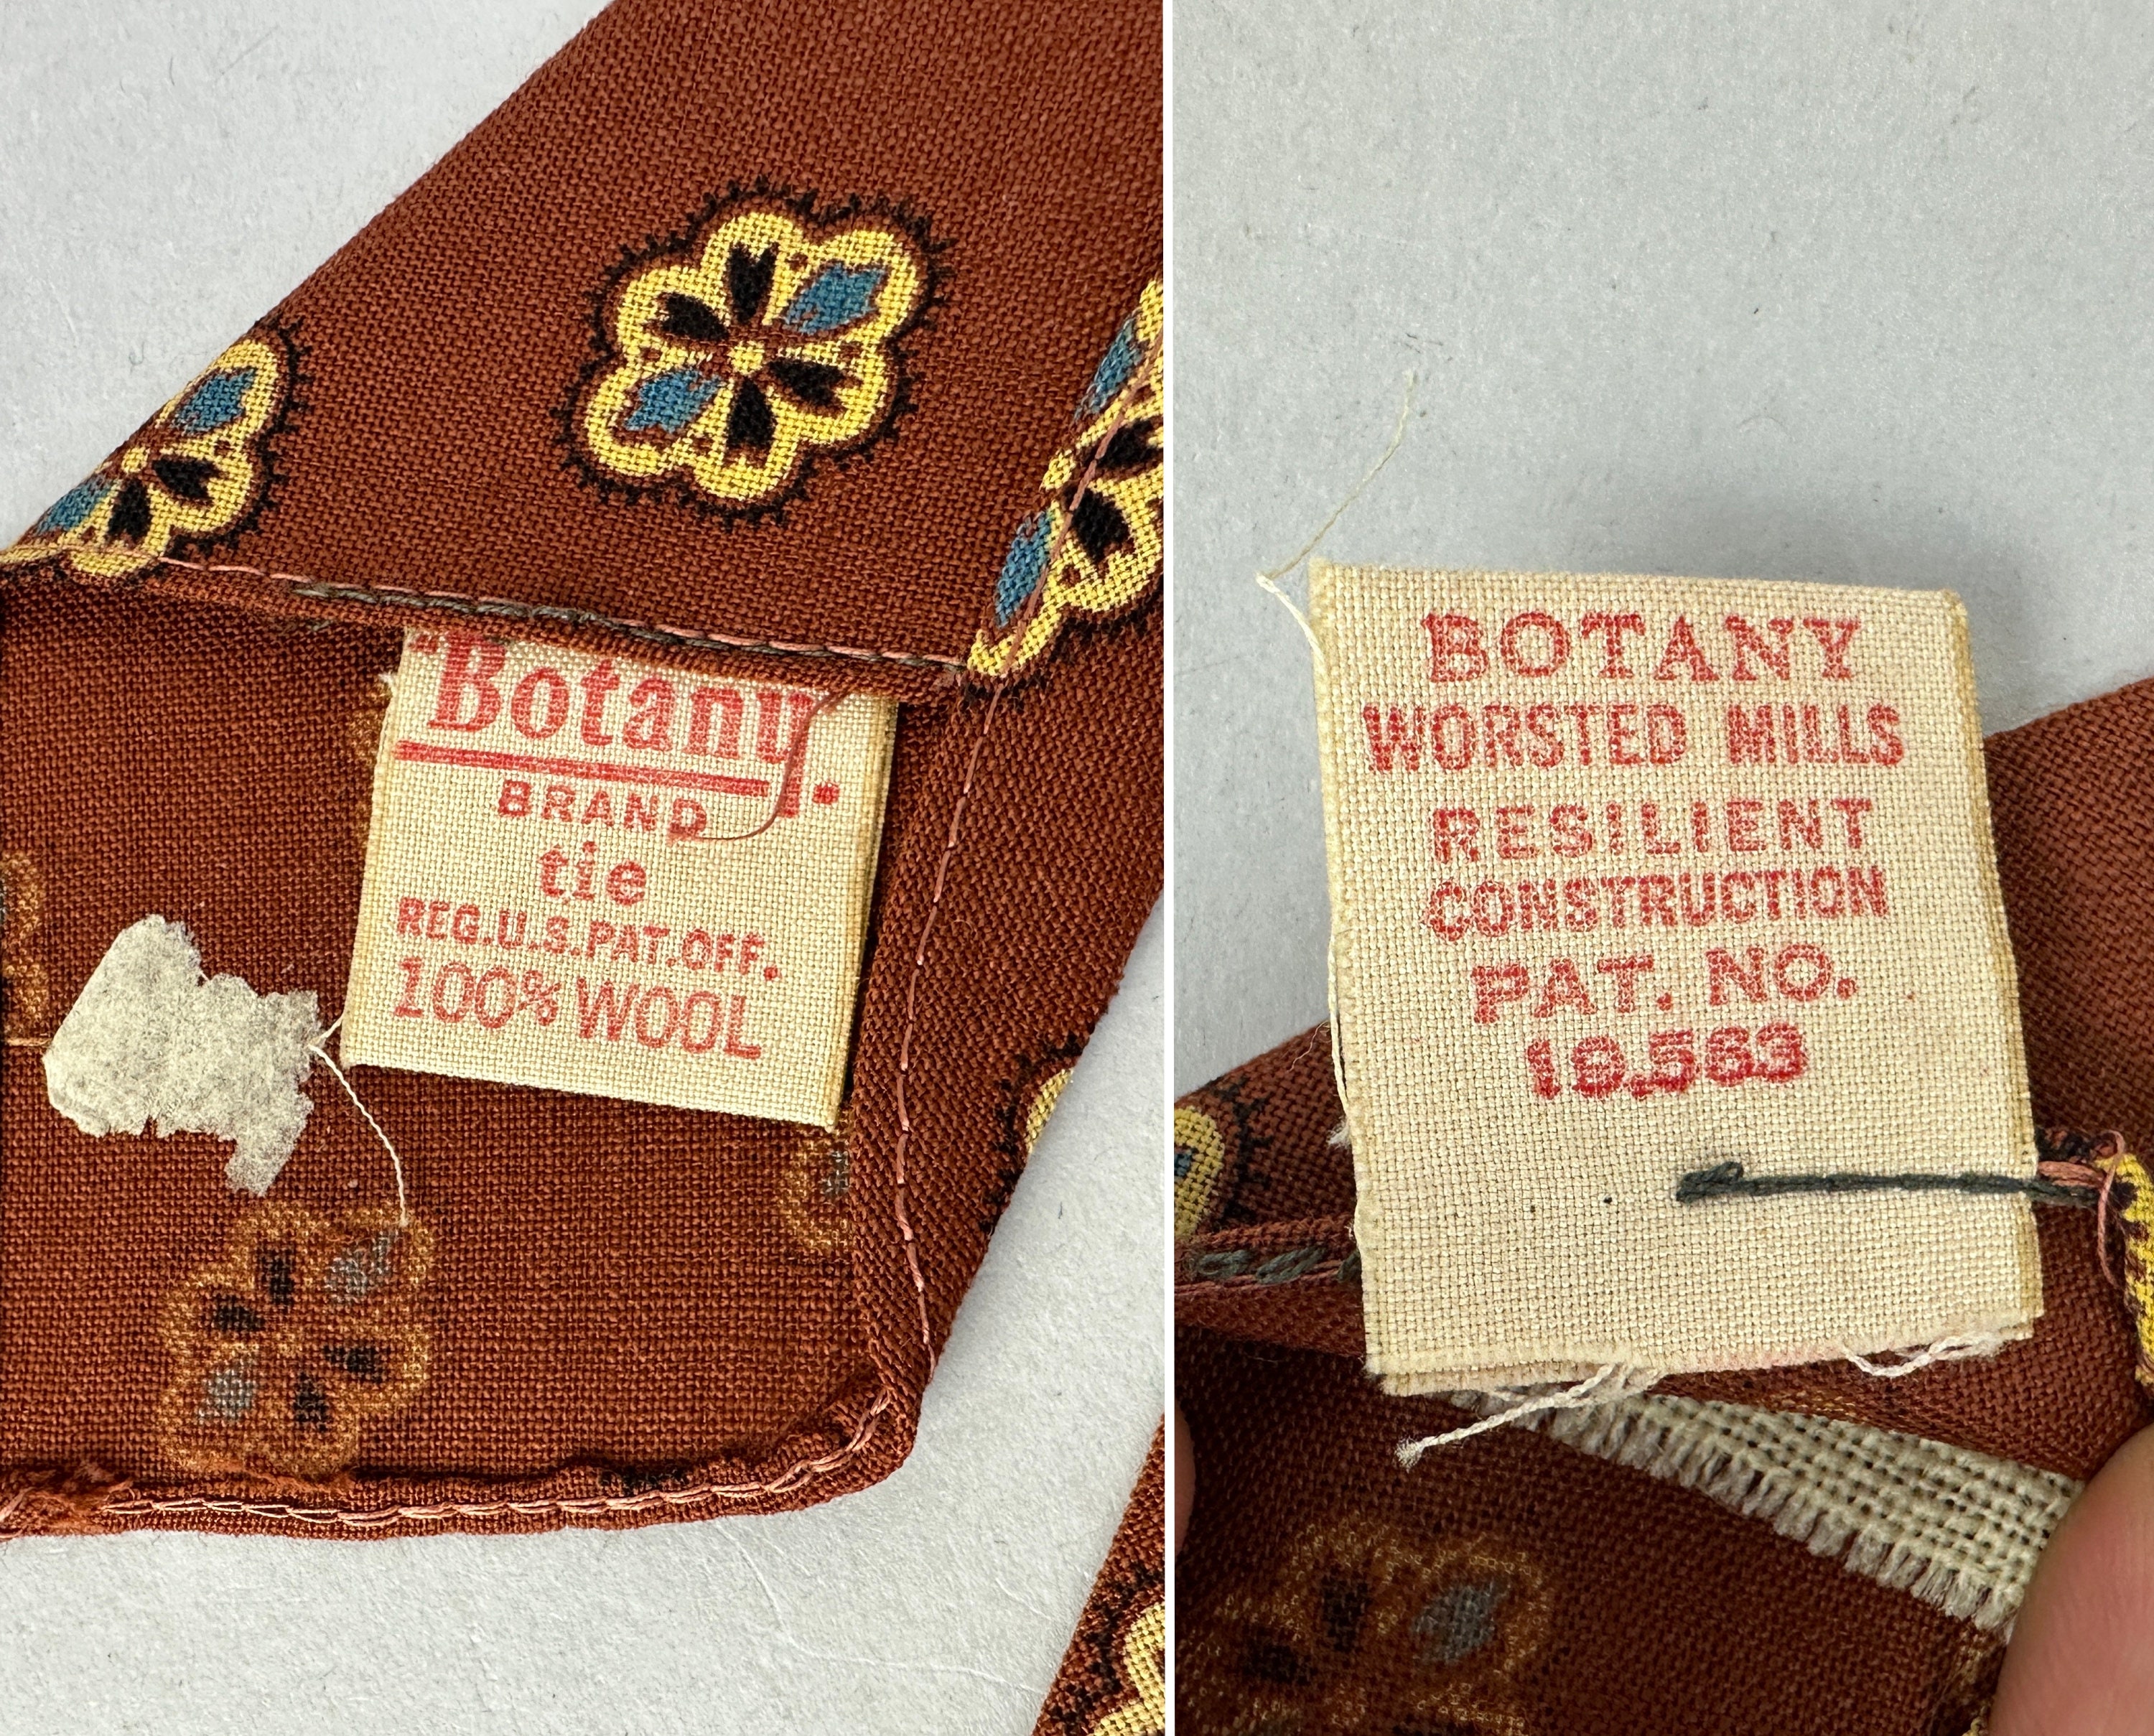 "Botany"
BRAND
tie
REG.U.S.PAT.OFF.
100% WOOL
BOTANY
WORSTED MILLS
RESILIENT
CONSTRUCTION
PAT. NO.
19,563